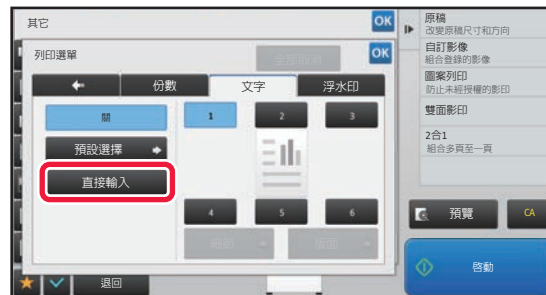 其它
OK
列印選單
OK
份數
文字
浮水印
關
預設選擇
直接輸入
1
2
3
4
5
6
退回
原稿
改變原稿尺寸和方向
自訂影像
組合登錄的影像
圖案列印
防止未經授權的影印
雙面影印
2合1
組合多頁至一頁
預覽
CA
啓動